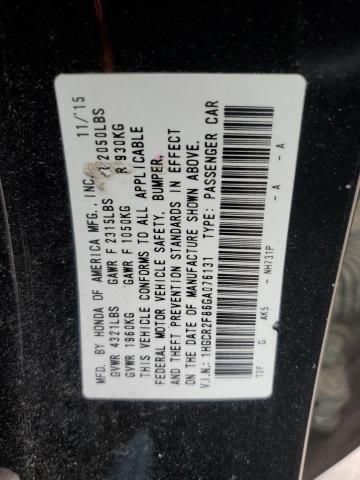 MFD. BY HONDA OF AMERICA MFG., INC. 11/15
GVWR 4321LBS GAWR F 2315LBS 2050LBS
GVWR 1960KG GAWR F 1050KG R 930KG
THIS VEHICLE CONFORMS TO ALL APPLICABLE
FEDERAL MOTOR VEHICLE SAFETY, BUMPER,
AND THEFT PREVENTION STANDARDS IN EFFECT
ON THE DATE OF MANUFACTURE SHOWN ABOVE.
V.I.N.: 1HGCR2F86GA076131 TYPE: PASSENGER CAR
T2F G AK5 - NH731P - A - A